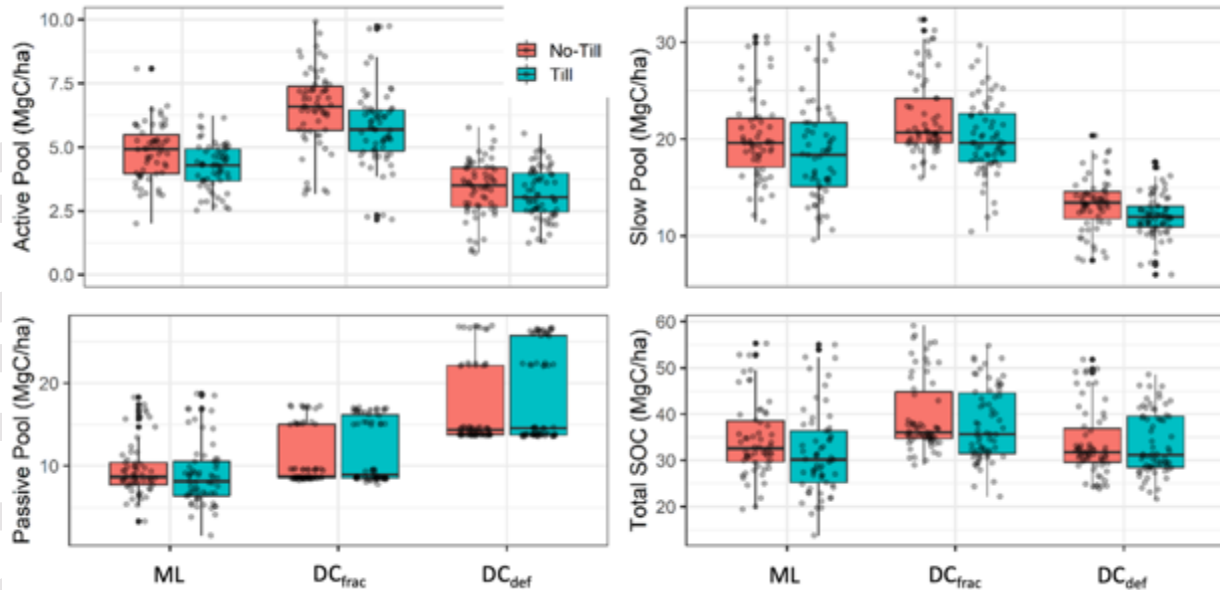 Active Pool (MgC/ha)
10.0
7.5
5.0
2.5
0.0
No-Till
Till
Slow Pool (MgC/ha)
30
20
10
Passive Pool (MgC/ha)
20
10
ML
DCfrac
DCdef
Total SOC (MgC/ha)
60
50
40
30
20
ML
DCfrac
DCdef